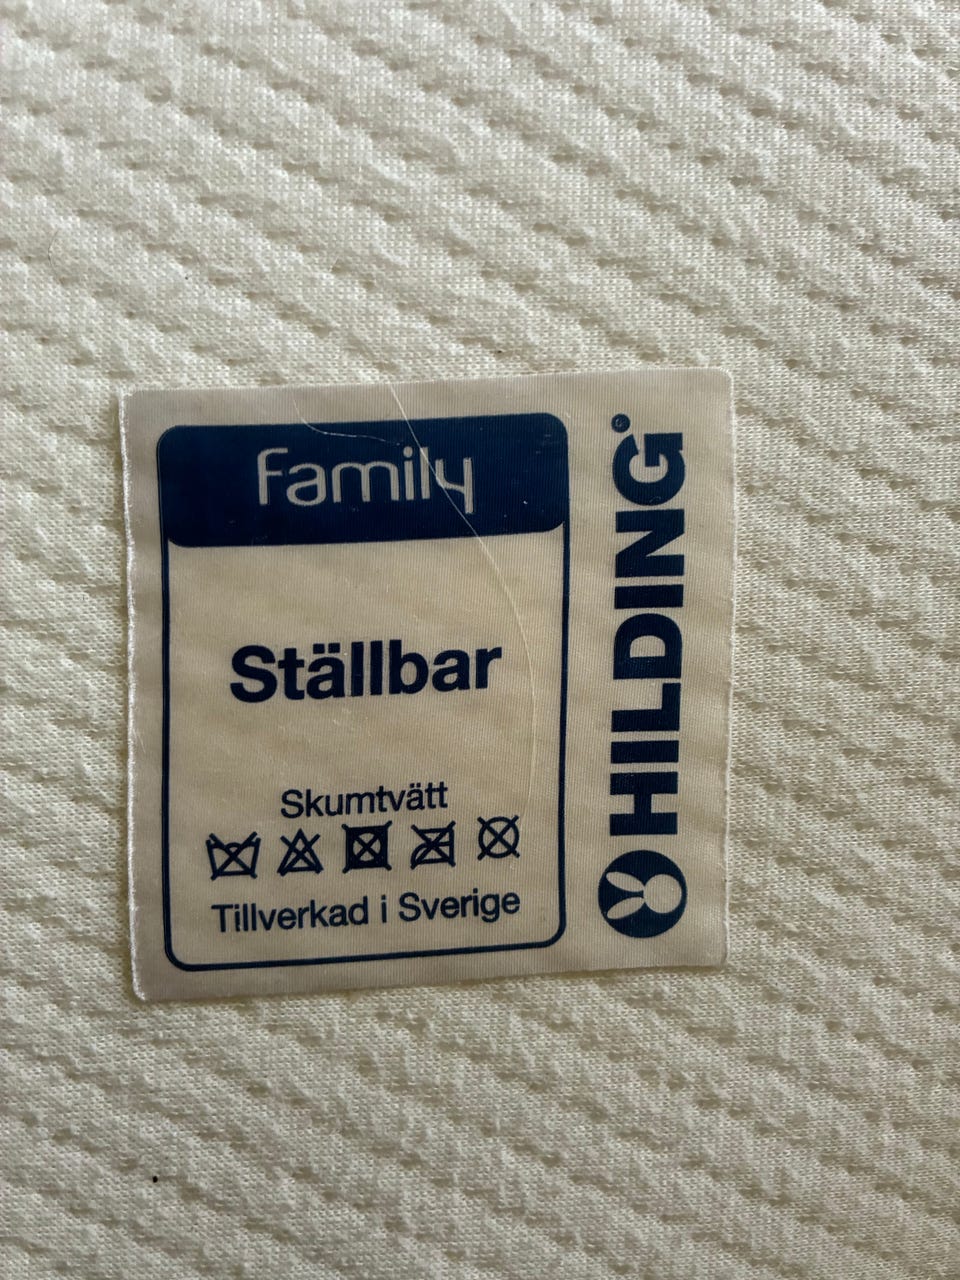 family
Ställbar
Skumtvätt
Tillverkad i Sverige
HILDING